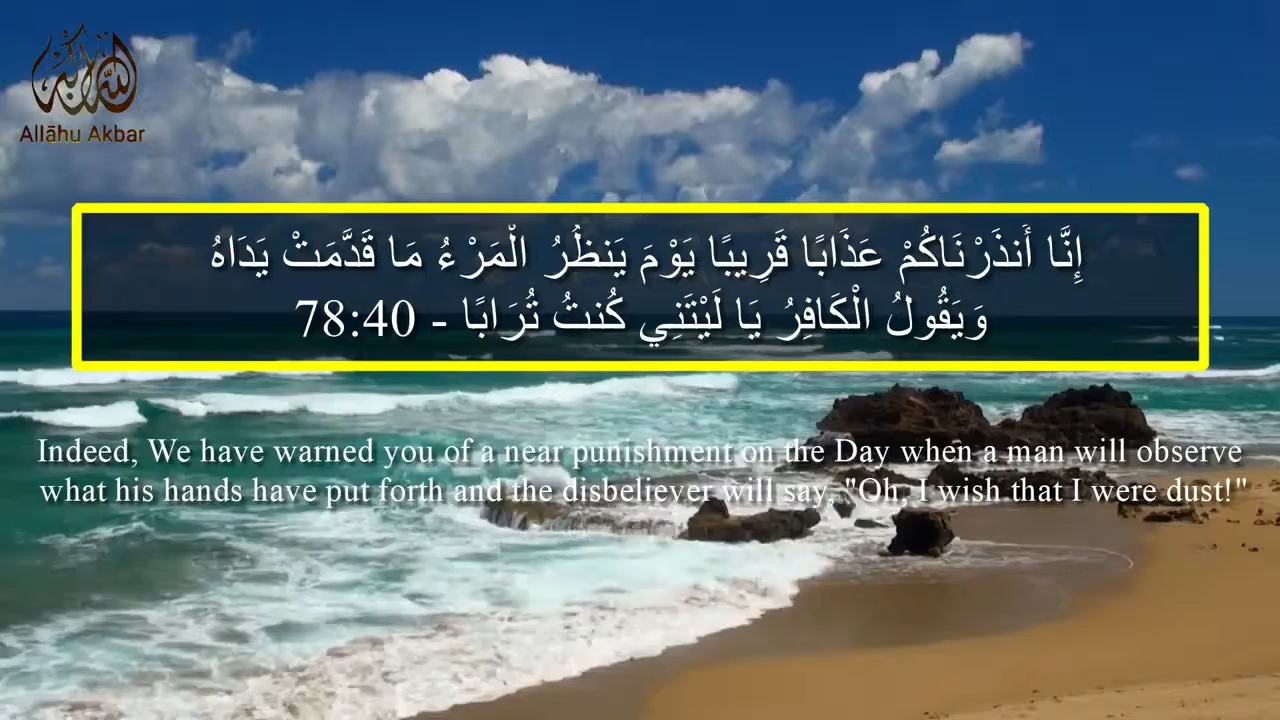 الله أكبر
Allāhu Akbar
إِنَّا أَنذَرْنَاكُمْ عَذَابًا قَرِيبًا يَوْمَ يَنظُرُ الْمَرْءُ مَا قَدَّمَتْ يَدَاهُ
وَيَقُولُ الْكَافِرُ يَا لَيْتَنِي كُنتُ تُرَابًا - 78:40
Indeed, We have warned you of a near punishment on the Day when a man will observe
what his hands have put forth and the disbeliever will say, "Oh, I wish that I were dust!"